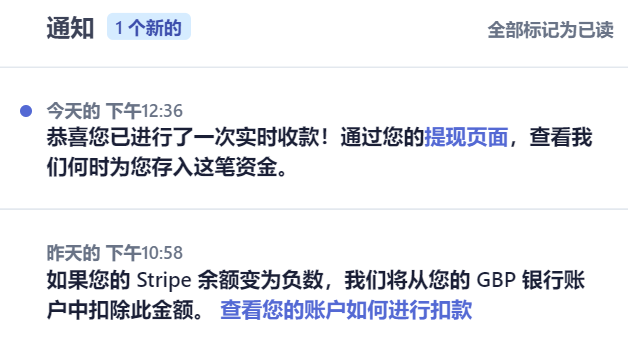 通知 1 个新的 全部标记为已读
今天的 下午12:36
恭喜您已进行了一次实时收款！通过您的提现页面，查看我
们何时为您存入这笔资金。
昨天的 下午10:58
如果您的 Stripe 余额变为负数，我们将从您的 GBP 银行账
户中扣除此金额。 查看您的账户如何进行扣款